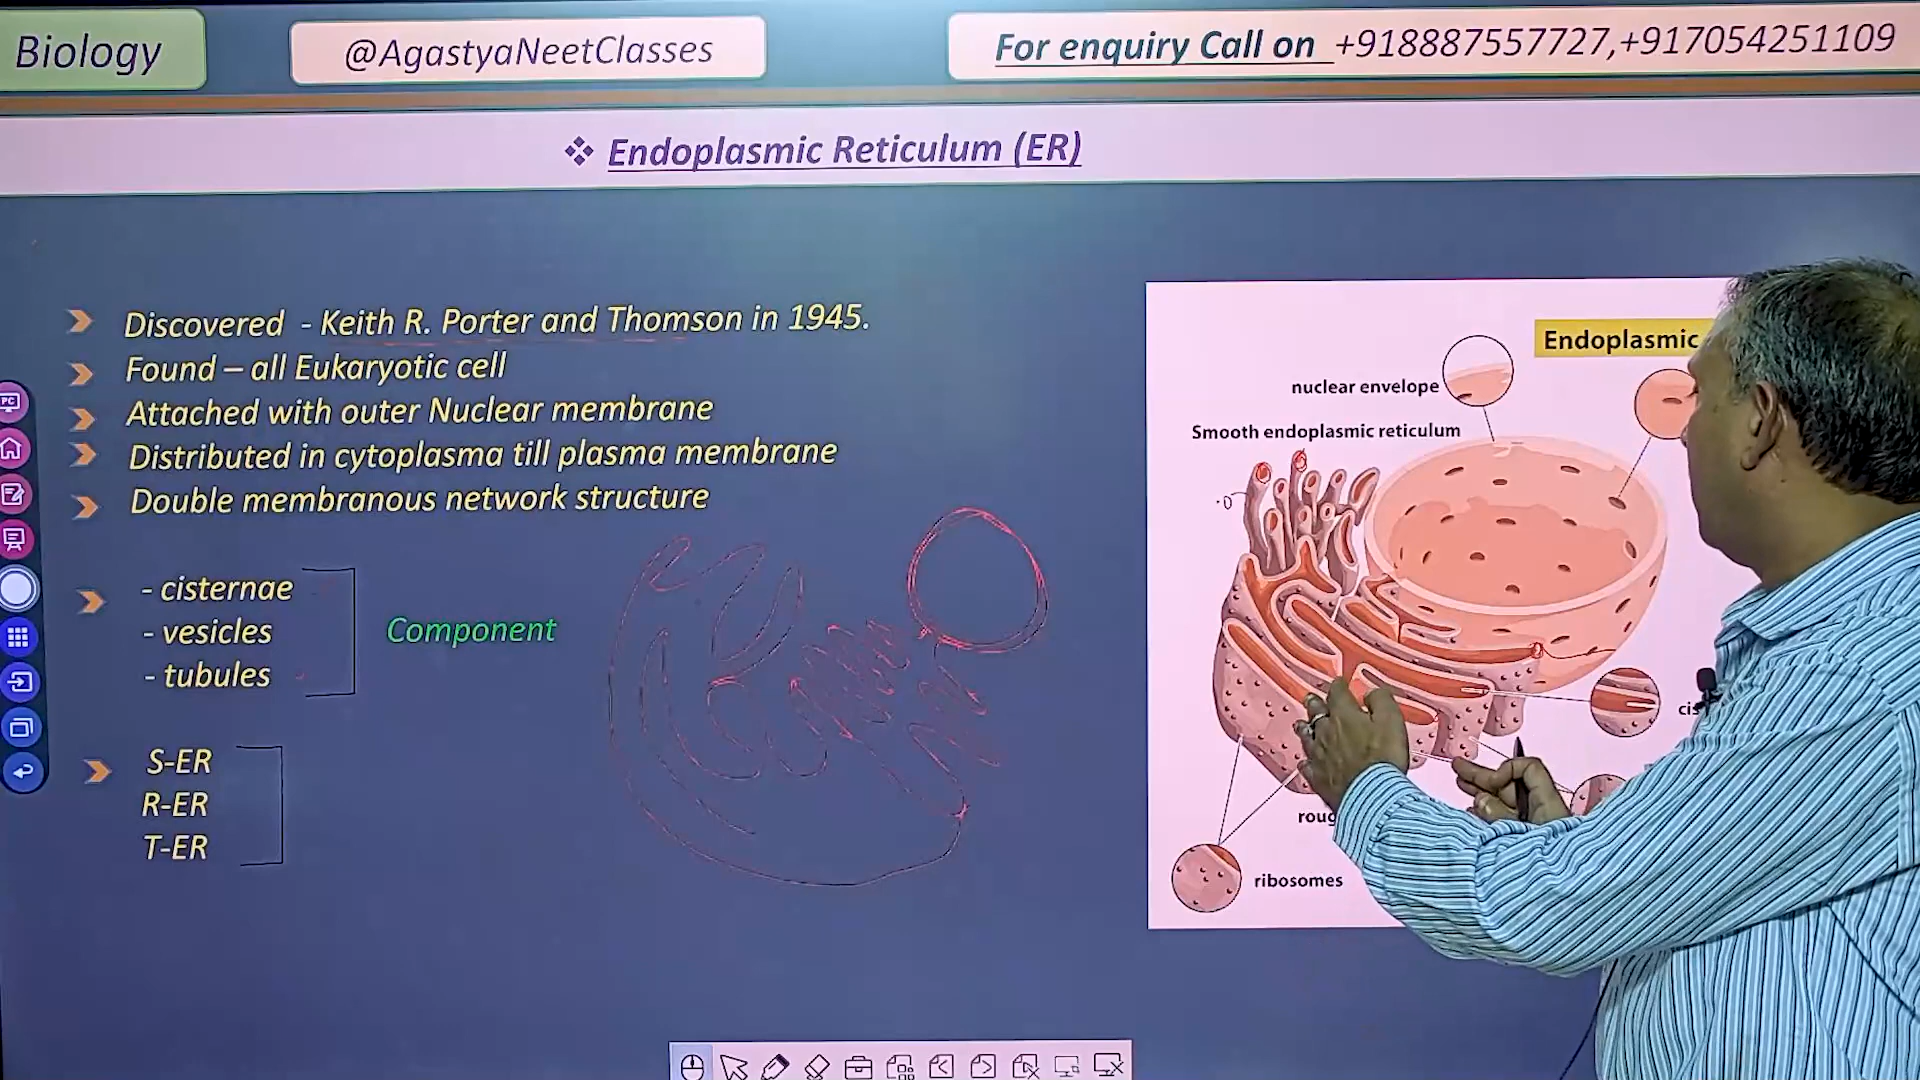 Biology
@AgastyaNeetClasses
For enquiry Call on +918887557727,+917054251109
❖ Endoplasmic Reticulum (ER)
Discovered - Keith R. Porter and Thomson in 1945.
Found – all Eukaryotic cell
Attached with outer Nuclear membrane
Distributed in cytoplasma till plasma membrane
Double membranous network structure
- cisternae
- vesicles
- tubules
Component
S-ER
R-ER
T-ER
Endoplasmic
nuclear envelope
Smooth endoplasmic reticulum
ribosomes
PC